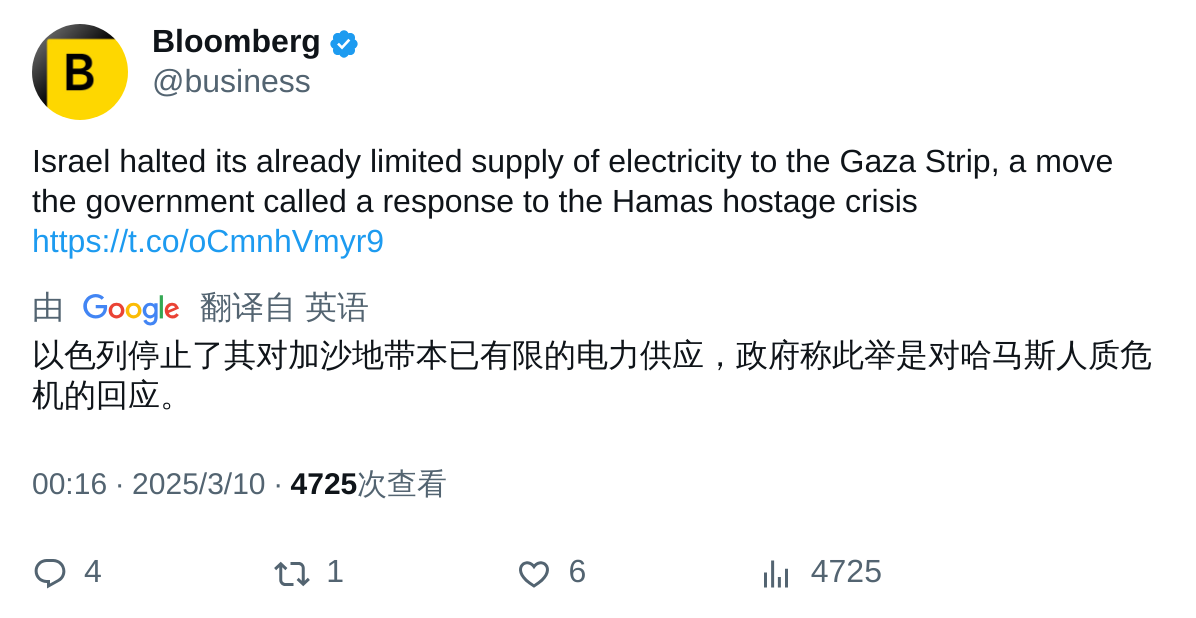 B
Bloomberg
@business
Israel halted its already limited supply of electricity to the Gaza Strip, a move
the government called a response to the Hamas hostage crisis
https://t.co/oCmnhVmyr9
由 Google 翻译自 英语
以色列停止了其对加沙地带本已有限的电力供应，政府称此举是对哈马斯人质危
机的回应。
00:16 · 2025/3/10 · 4725次查看
4 1 6 4725